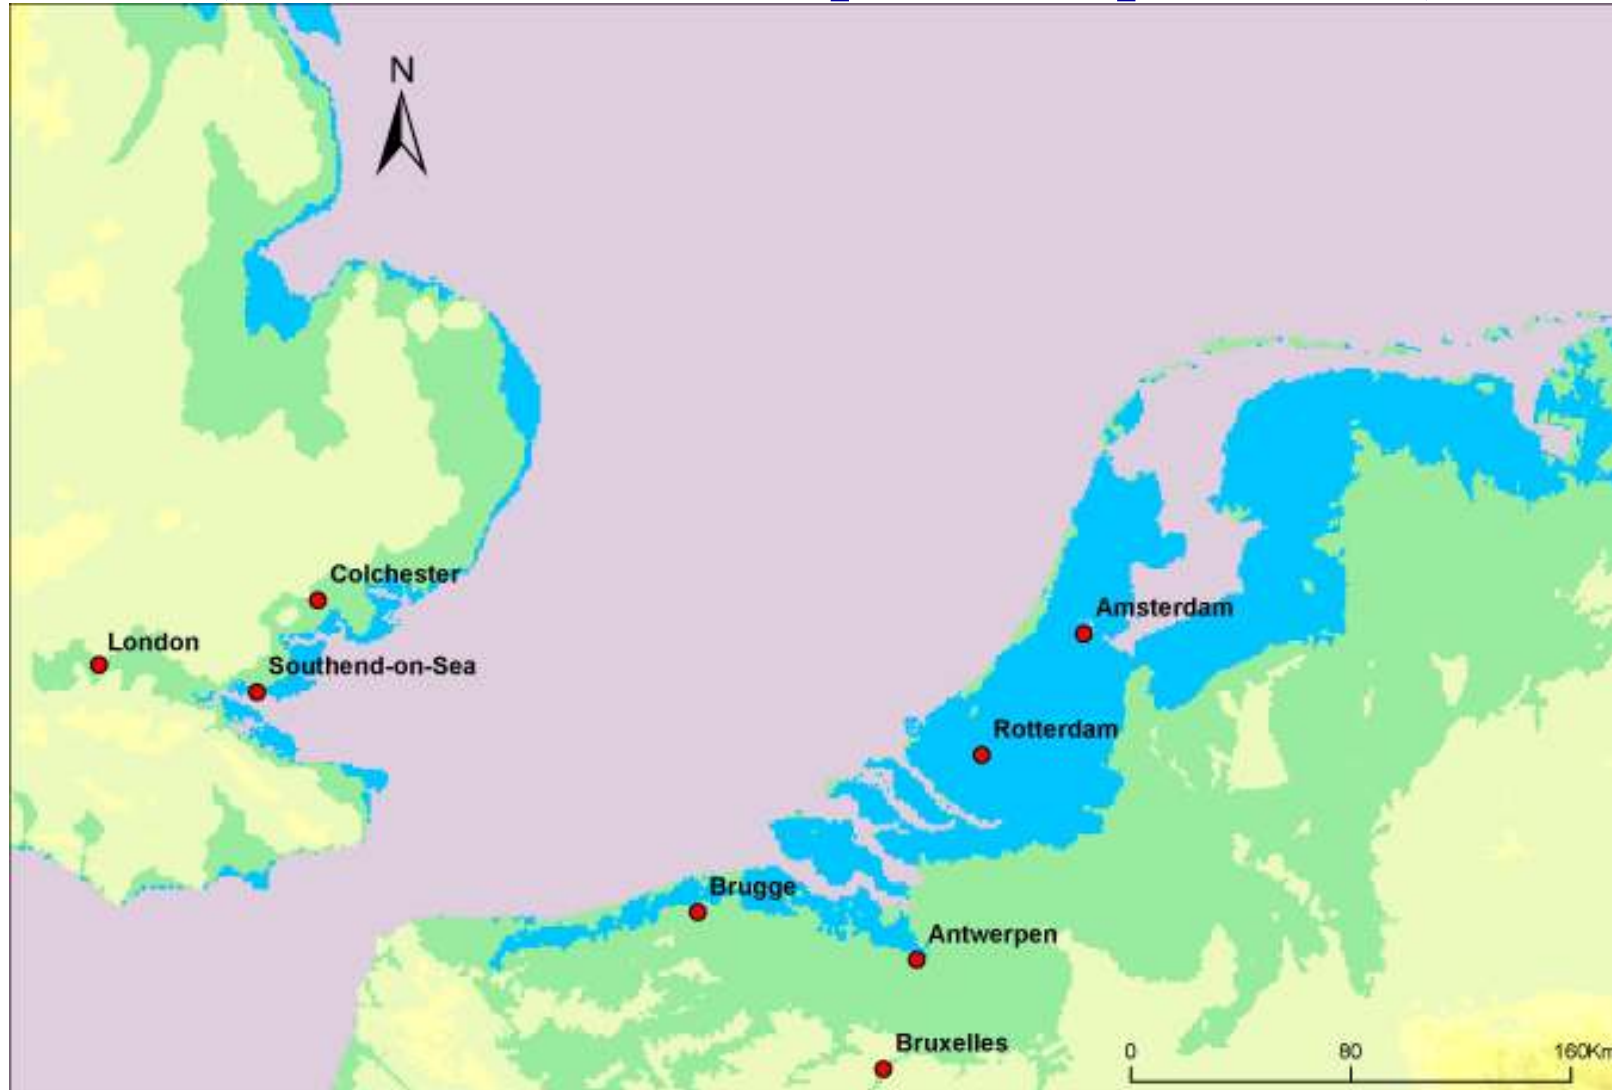 N
Colchester
London
Southend-on-Sea
Amsterdam
Rotterdam
Brugge
Antwerpen
Bruxelles
0 80 160Km